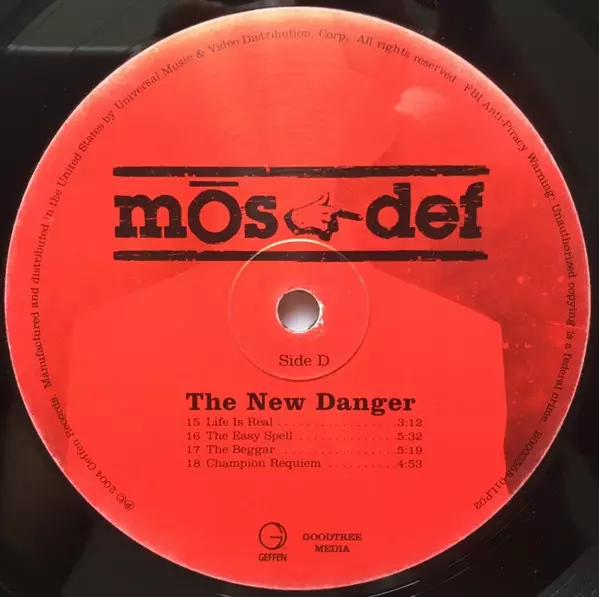 mōs def
Side D
The New Danger
15 Life Is Real . . . . . . . . . . . . . . . .3:12
16 The Easy Spell . . . . . . . . . . . . .5:32
17 The Beggar . . . . . . . . . . . . . . .5:19
18 Champion Requiem . . . . . . . . .4:53
GEFFEN
GOODTREE
MEDIA
℗© 2004 Geffen Records. Manufactured and distributed in the United States by Universal Music & Video Distribution, Corp. All rights reserved. FBI Anti-Piracy Warning: Unauthorized copying is a federal crime.